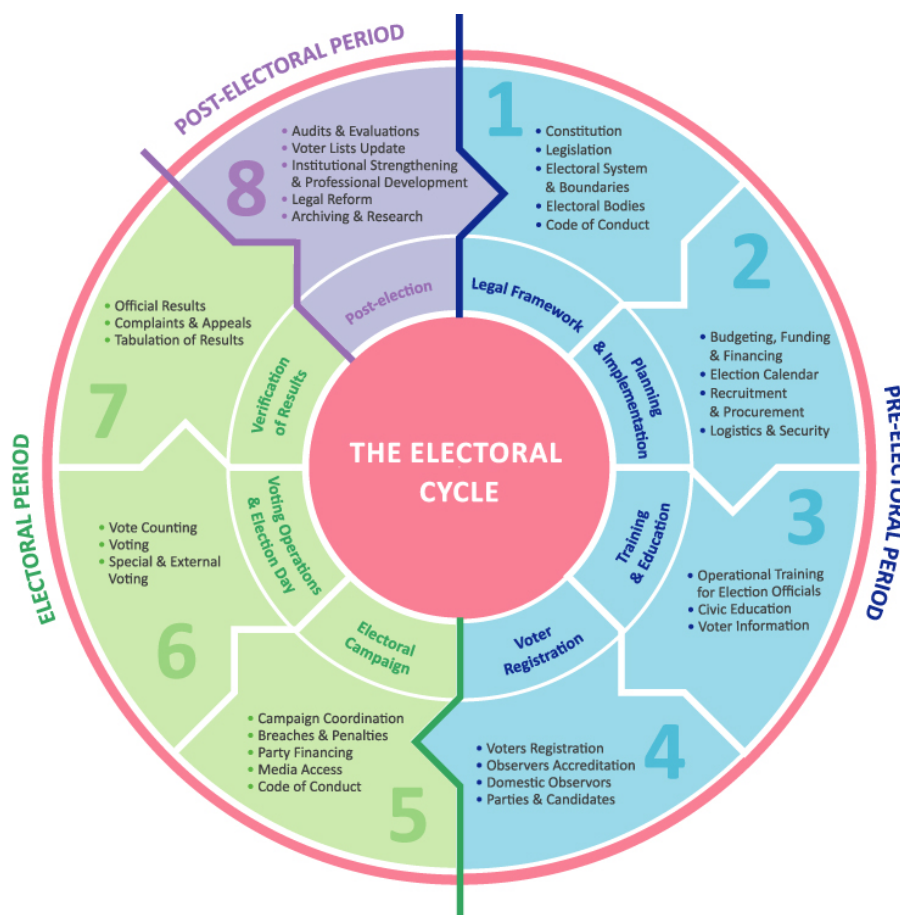 THE ELECTORAL
CYCLE
PRE-ELECTORAL PERIOD
1
Legal Framework
• Constitution
• Legislation
• Electoral System
& Boundaries
• Electoral Bodies
• Code of Conduct
2
Planning
& Implementation
• Budgeting, Funding
& Financing
• Election Calendar
• Recruitment
& Procurement
• Logistics & Security
3
Training
& Education
• Operational Training
for Election Officials
• Civic Education
• Voter Information
4
Voter
Registration
• Voters Registration
• Observers Accreditation
• Domestic Observors
• Parties & Candidates
ELECTORAL PERIOD
5
Electoral
Campaign
• Campaign Coordination
• Breaches & Penalties
• Party Financing
• Media Access
• Code of Conduct
6
Voting Operations
& Election Day
• Vote Counting
• Voting
• Special & External
Voting
7
Verification
of Results
• Official Results
• Complaints & Appeals
• Tabulation of Results
POST-ELECTORAL PERIOD
8
Post-election
• Audits & Evaluations
• Voter Lists Update
• Institutional Strengthening
& Professional Development
• Legal Reform
• Archiving & Research